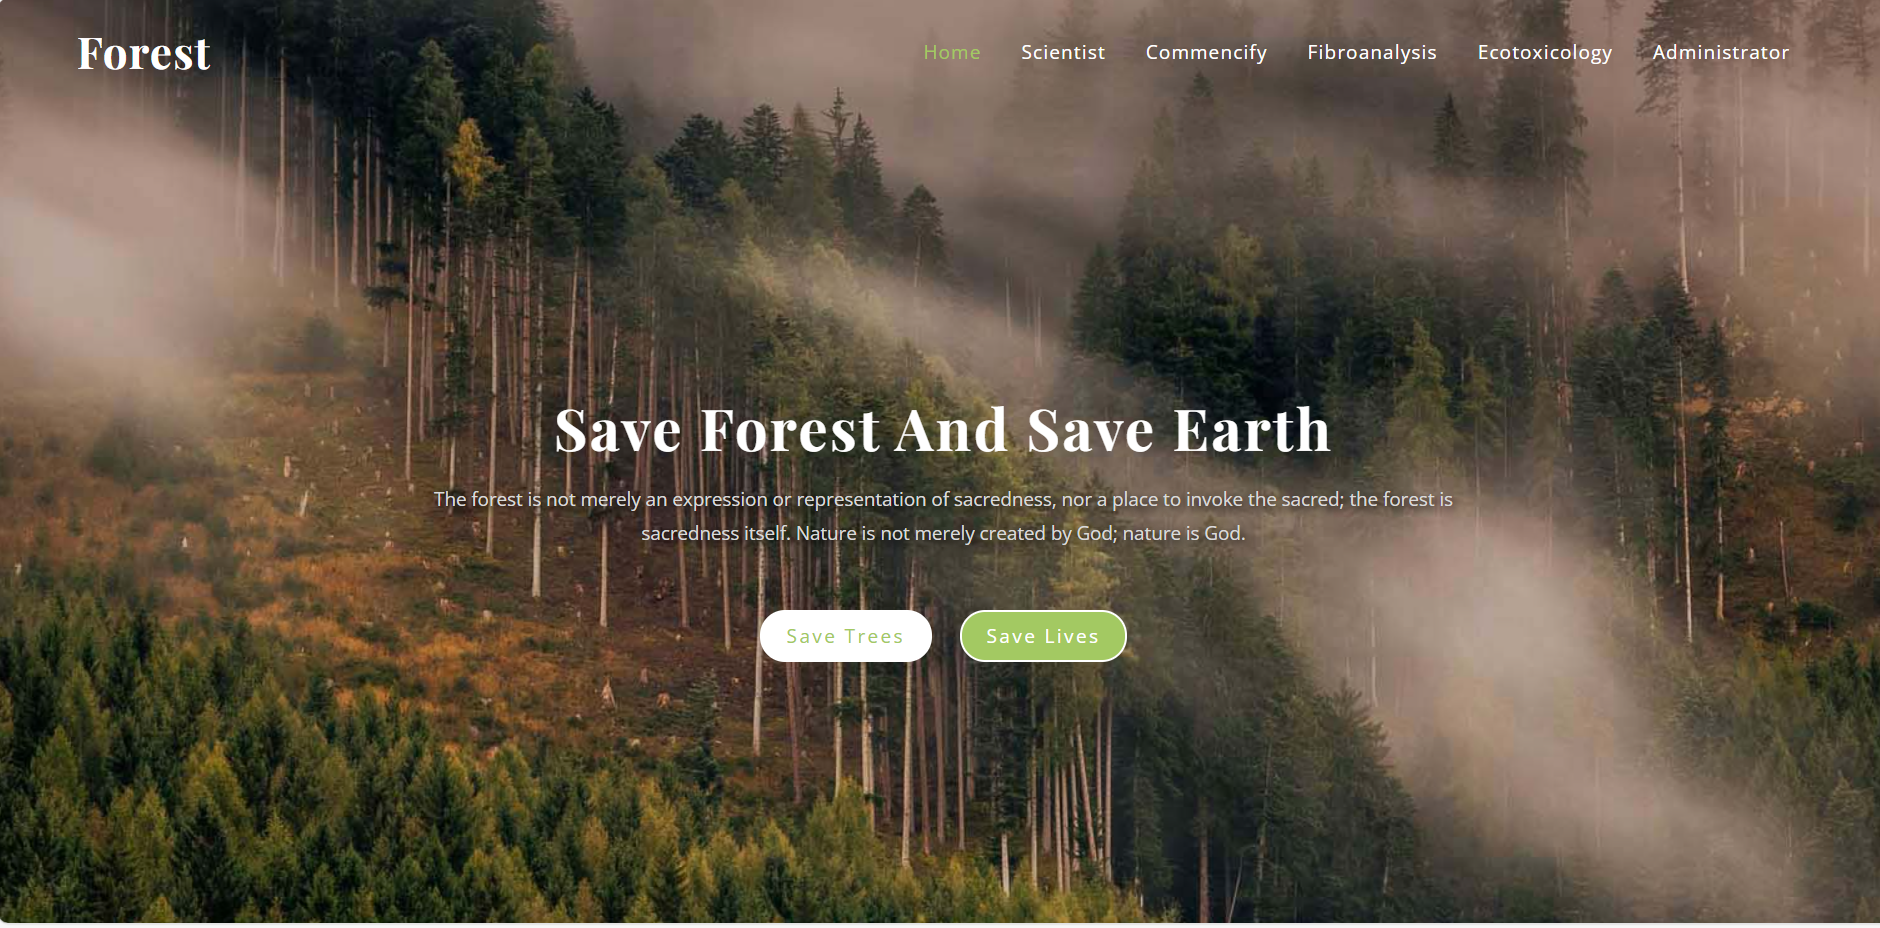 Forest
Home Scientist Commencify Fibroanalysis Ecotoxicology Administrator
Save Forest And Save Earth
The forest is not merely an expression or representation of sacredness, nor a place to invoke the sacred; the forest is
sacredness itself. Nature is not merely created by God; nature is God.
Save Trees Save Lives